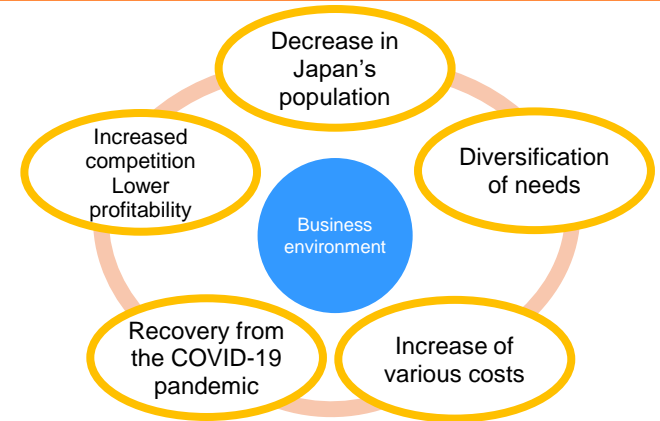 Decrease in
Japan’s
population
Increased
competition
Lower
profitability
Diversification
of needs
Business
environment
Recovery from
the COVID-19
pandemic
Increase of
various costs